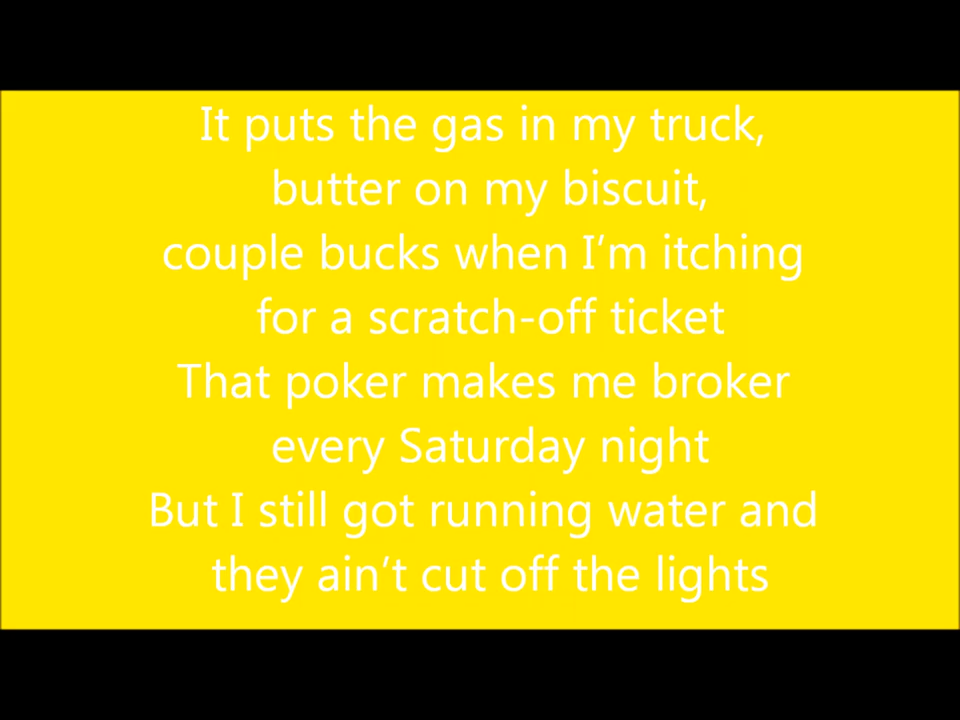 It puts the gas in my truck,
butter on my biscuit,
couple bucks when I’m itching
for a scratch-off ticket
That poker makes me broker
every Saturday night
But I still got running water and
they ain’t cut off the lights